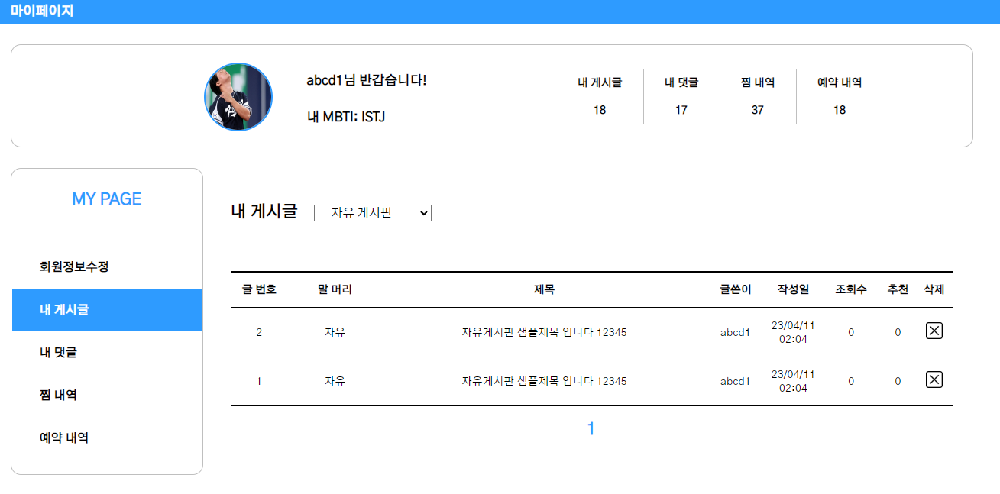 마이페이지
abcd1님 반갑습니다!
내 MBTI: ISTJ
내 게시글 내 댓글 찜 내역 예약 내역
18 17 37 18
MY PAGE
회원정보수정
내 게시글
내 댓글
찜 내역
예약 내역
내 게시글 자유 게시판
글 번호 말 머리 제목 글쓴이 작성일 조회수 추천 삭제
2 자유 자유게시판 샘플제목 입니다 12345 abcd1 23/04/11 02:04 0 0
1 자유 자유게시판 샘플제목 입니다 12345 abcd1 23/04/11 02:04 0 0
1